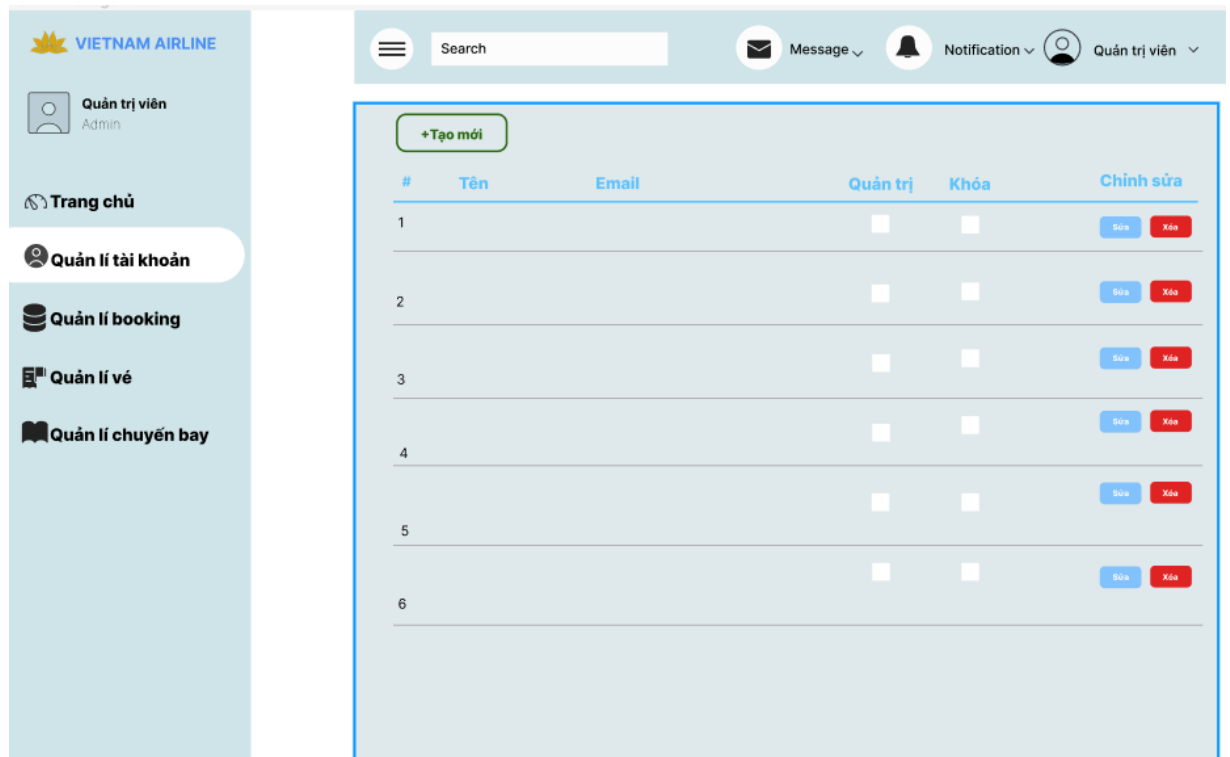 VIETNAM AIRLINE
Quản trị viên
Admin
Trang chủ
Quản lí tài khoản
Quản lí booking
Quản lí vé
Quản lí chuyến bay
Search
Message
Notification
Quản trị viên
+Tạo mới
# Tên Email Quản trị Khóa Chỉnh sửa
1 Sửa Xóa
2 Sửa Xóa
3 Sửa Xóa
4 Sửa Xóa
5 Sửa Xóa
6 Sửa Xóa